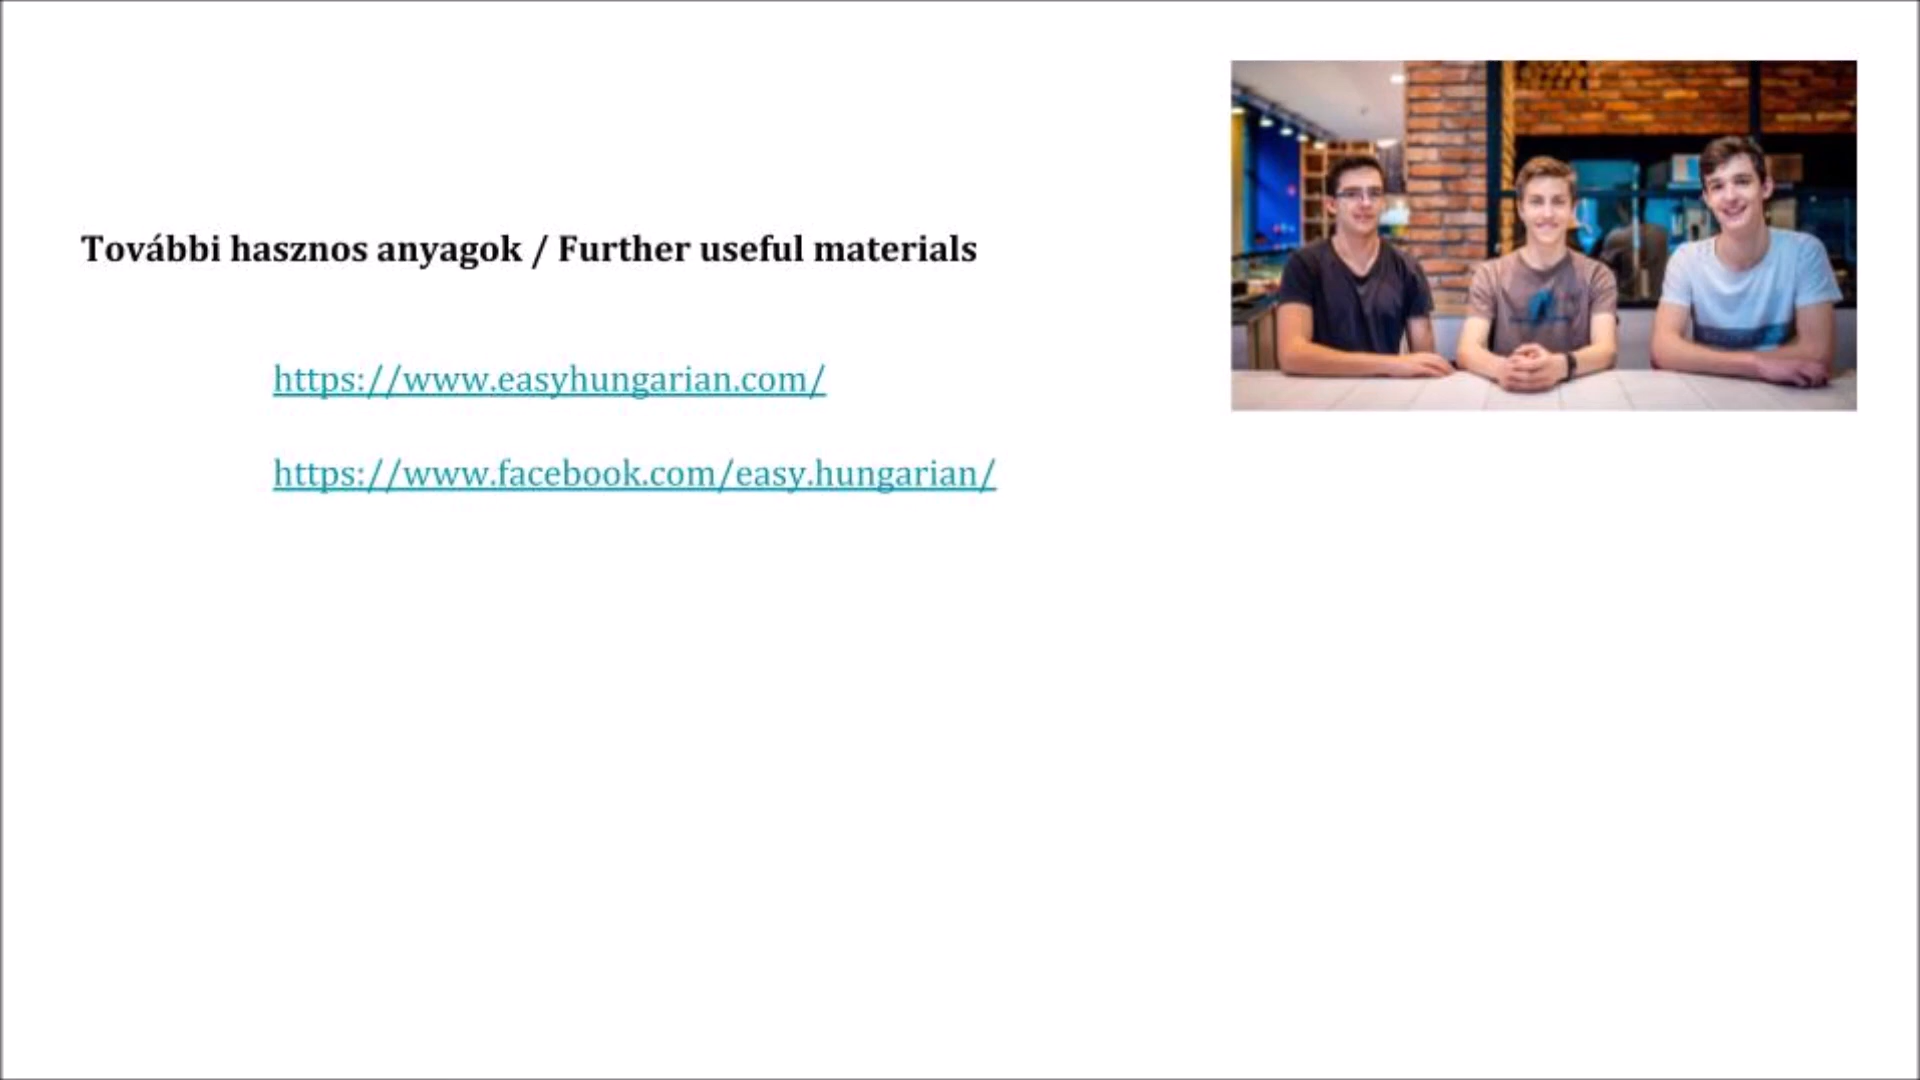 További hasznos anyagok / Further useful materials
https://www.easyhungarian.com/
https://www.facebook.com/easy.hungarian/